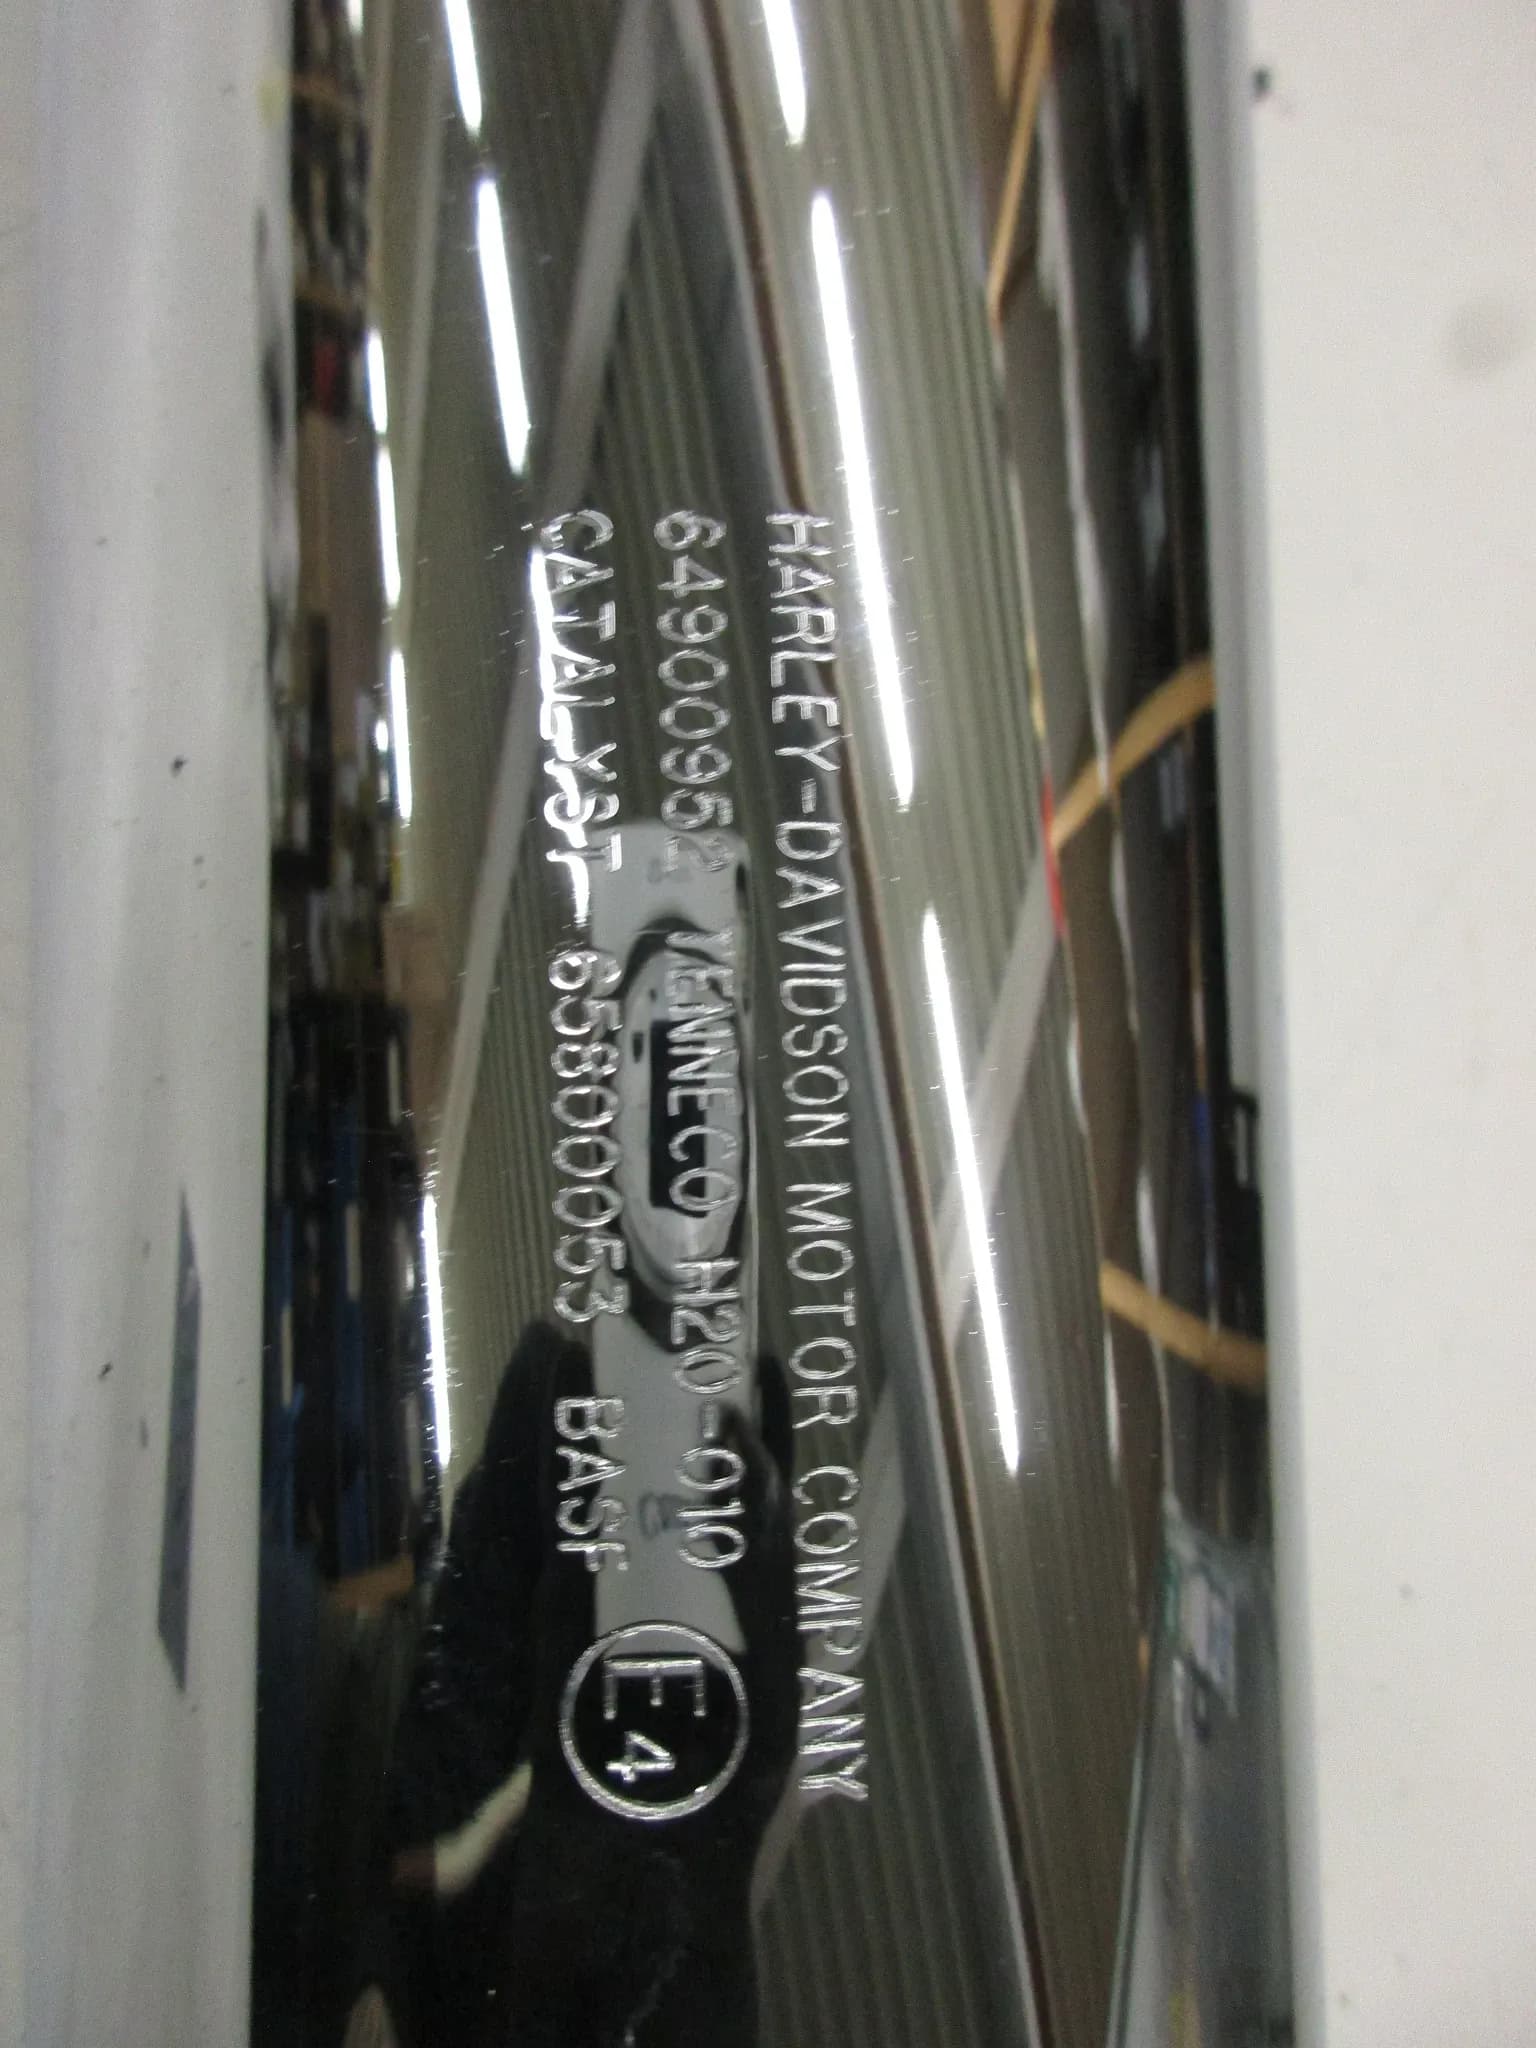 HARLEY-DAVIDSON MOTOR COMPANY
64900952 TENNECO H20-010
CATALYST 65800053 BASF
E4